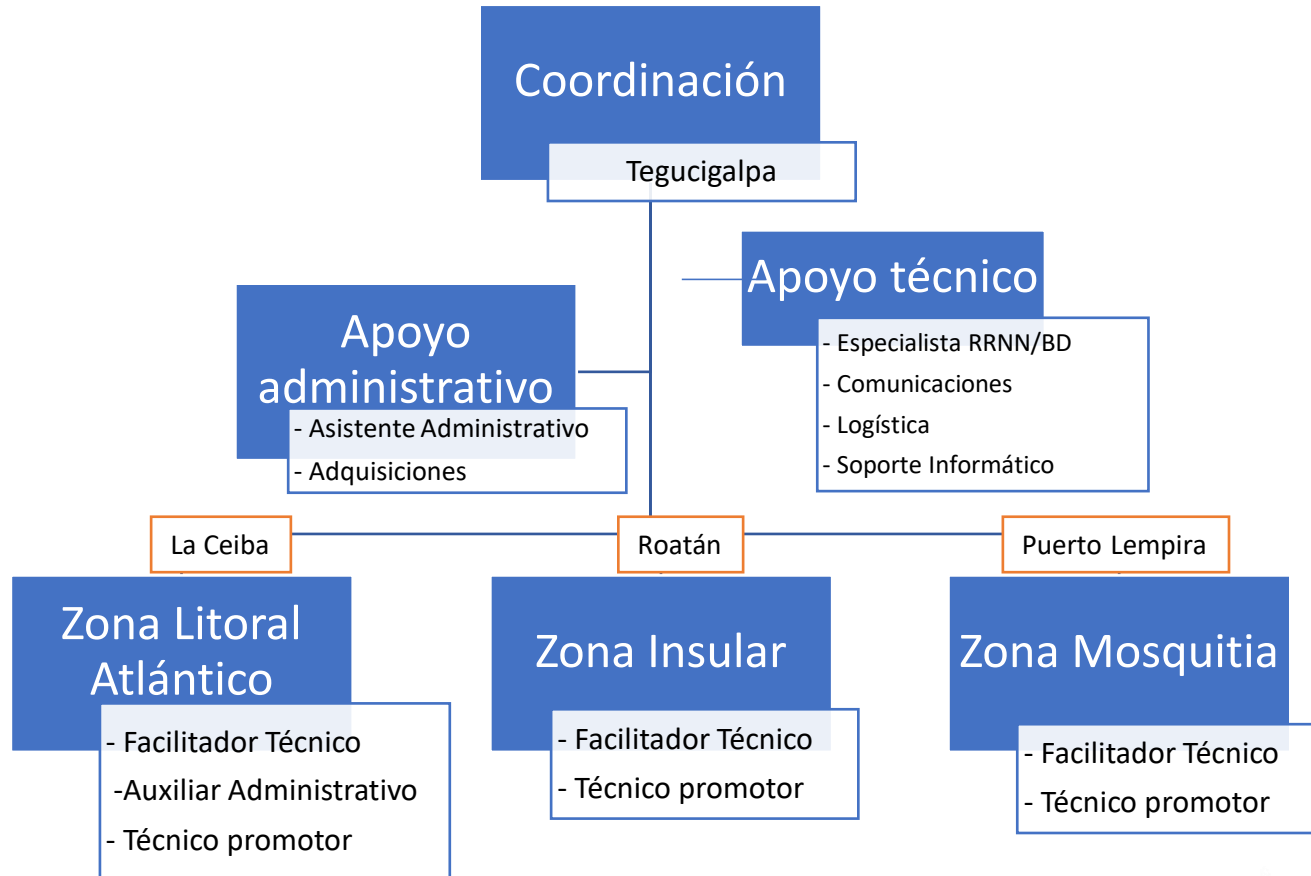 Coordinación
Tegucigalpa
Apoyo técnico
- Especialista RRNN/BD
- Comunicaciones
- Logística
- Soporte Informático
Apoyo
administrativo
- Asistente Administrativo
- Adquisiciones
La Ceiba
Roatán
Puerto Lempira
Zona Litoral
Atlántico
- Facilitador Técnico
-Auxiliar Administrativo
- Técnico promotor
Zona Insular
- Facilitador Técnico
- Técnico promotor
Zona Mosquitia
- Facilitador Técnico
- Técnico promotor